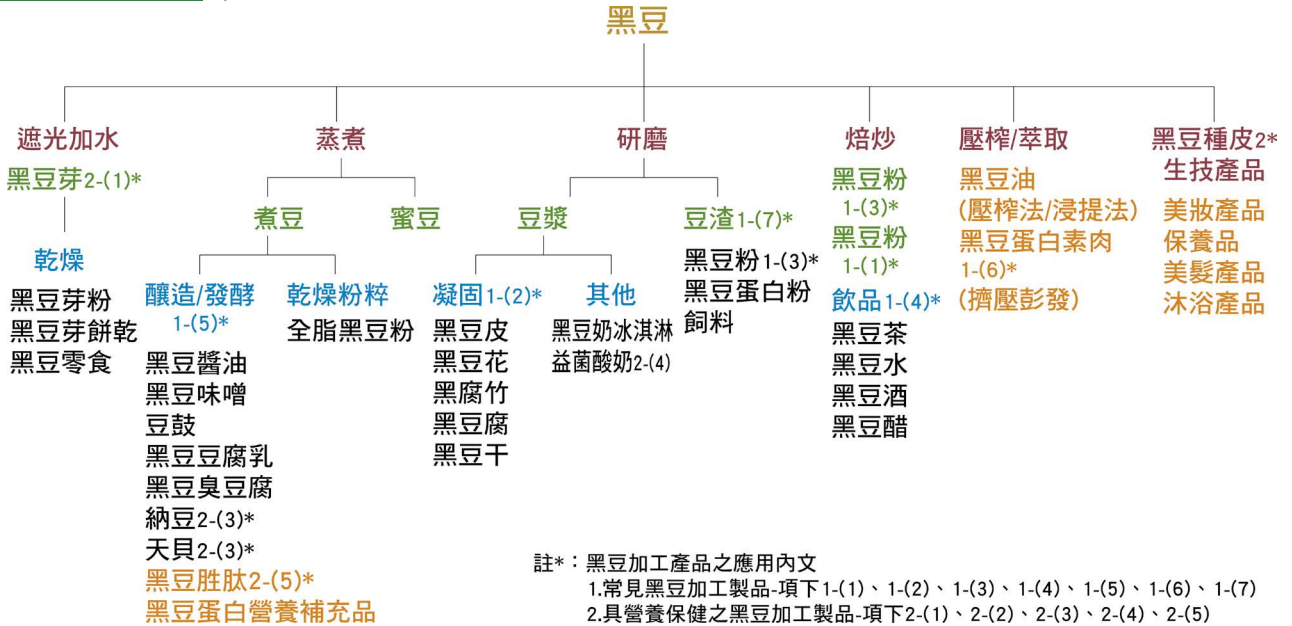 黑豆
遮光加水
黑豆芽2-(1)*
乾燥
黑豆芽粉
黑豆芽餅乾
黑豆零食
蒸煮
煮豆
釀造/發酵
1-(5)*
黑豆醬油
黑豆味噌
豆鼓
黑豆豆腐乳
黑豆臭豆腐
納豆2-(3)*
天貝2-(3)*
黑豆胜肽2-(5)*
黑豆蛋白營養補充品
乾燥粉粹
全脂黑豆粉
蜜豆
研磨
豆漿
凝固1-(2)*
黑豆皮
黑豆花
黑腐竹
黑豆腐
黑豆干
其他
黑豆奶冰淇淋
益菌酸奶2-(4)
豆渣1-(7)*
黑豆粉1-(3)*
黑豆蛋白粉
飼料
焙炒
黑豆粉
1-(3)*
黑豆粉
1-(1)*
飲品1-(4)*
黑豆茶
黑豆水
黑豆酒
黑豆醋
壓榨/萃取
黑豆油
(壓榨法/浸提法)
黑豆蛋白素肉
1-(6)*
(擠壓彭發)
黑豆種皮2*
生技產品
美妝產品
保養品
美髮產品
沐浴產品
註*：黑豆加工產品之應用內文
1.常見黑豆加工製品-項下1-(1)、1-(2)、1-(3)、1-(4)、1-(5)、1-(6)、1-(7)
2.具營養保健之黑豆加工製品-項下2-(1)、2-(2)、2-(3)、2-(4)、2-(5)